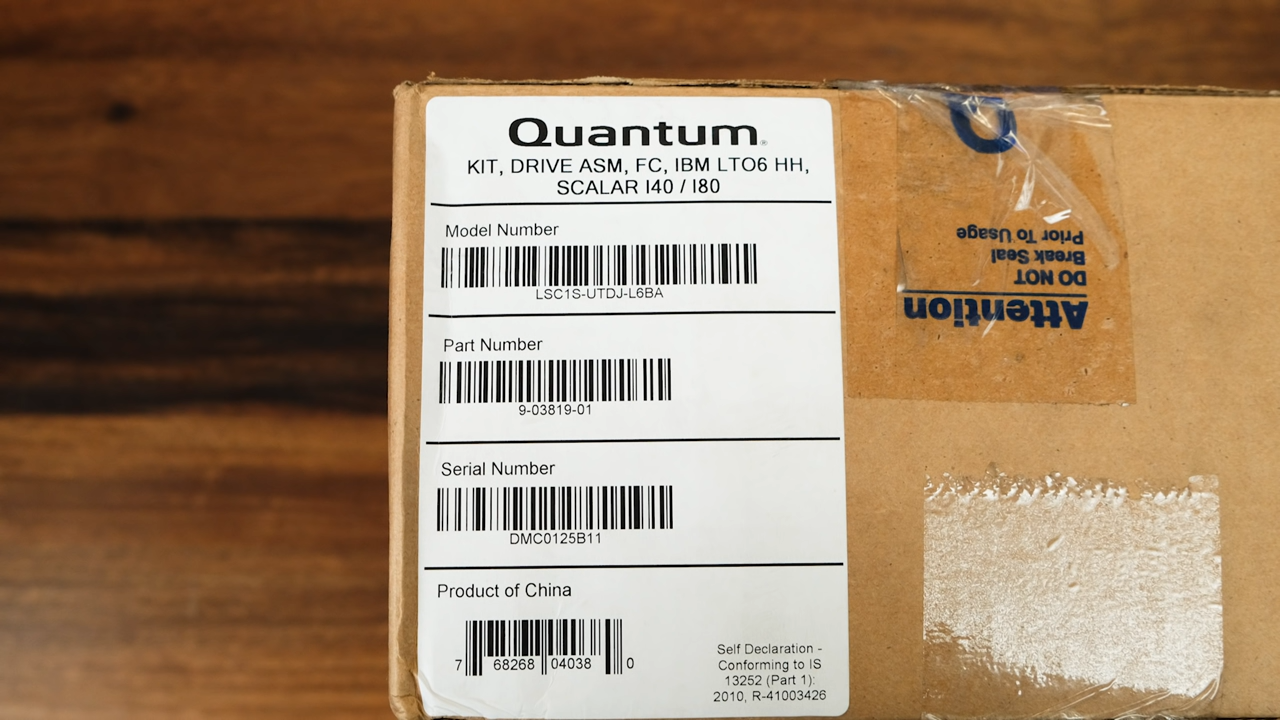 Quantum®
KIT, DRIVE ASM, FC, IBM LTO6 HH,
SCALAR I40 / I80
Model Number
LSC1S-UTDJ-L6BA
Part Number
9-03819-01
Serial Number
DMC0125B11
Product of China
7 68268 04038 0
Self Declaration -
Conforming to IS
13252 (Part 1):
2010, R-41003426
Attention
DO NOT
Break Seal
Prior To Usage